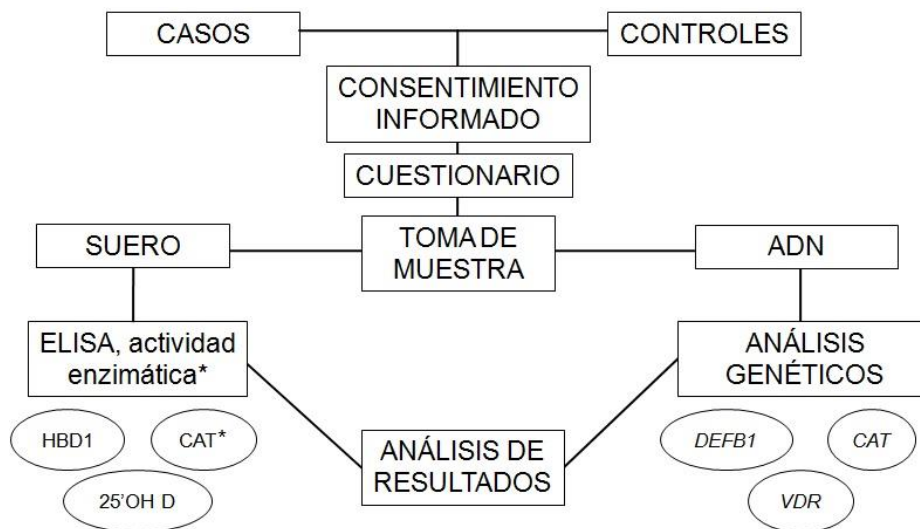 CASOS
CONTROLES
CONSENTIMIENTO
INFORMADO
CUESTIONARIO
SUERO
TOMA DE
MUESTRA
ADN
ELISA, actividad
enzimática*
ANÁLISIS
GENÉTICOS
HBD1
CAT*
25'OH D
ANÁLISIS DE
RESULTADOS
DEFB1
CAT
VDR